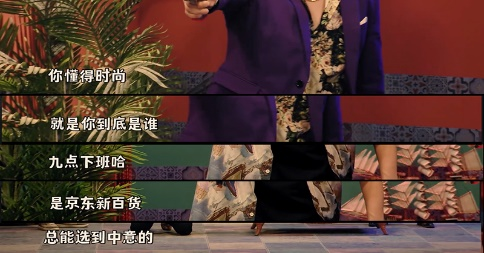 你懂得时尚
就是你到底是谁
九点下班哈
是京东新百货
总能选到中意的